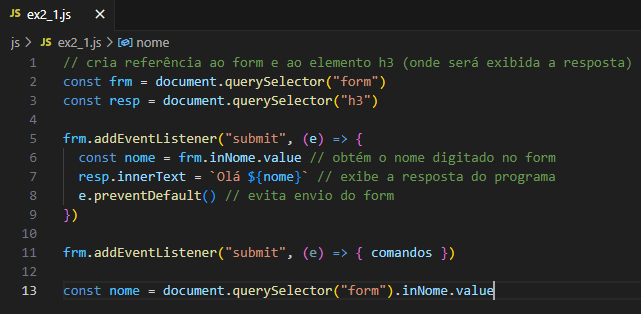 JS ex2_1.js ×
js > JS ex2_1.js > nome
1 // cria referência ao form e ao elemento h3 (onde será exibida a resposta)
2 const frm = document.querySelector("form")
3 const resp = document.querySelector("h3")
4
5 frm.addEventListener("submit", (e) => {
6   const nome = frm.inNome.value // obtém o nome digitado no form
7   resp.innerText = `Olá ${nome}` // exibe a resposta do programa
8   e.preventDefault() // evita envio do form
9 })
10
11 frm.addEventListener("submit", (e) => { comandos })
12
13 const nome = document.querySelector("form").inNome.value